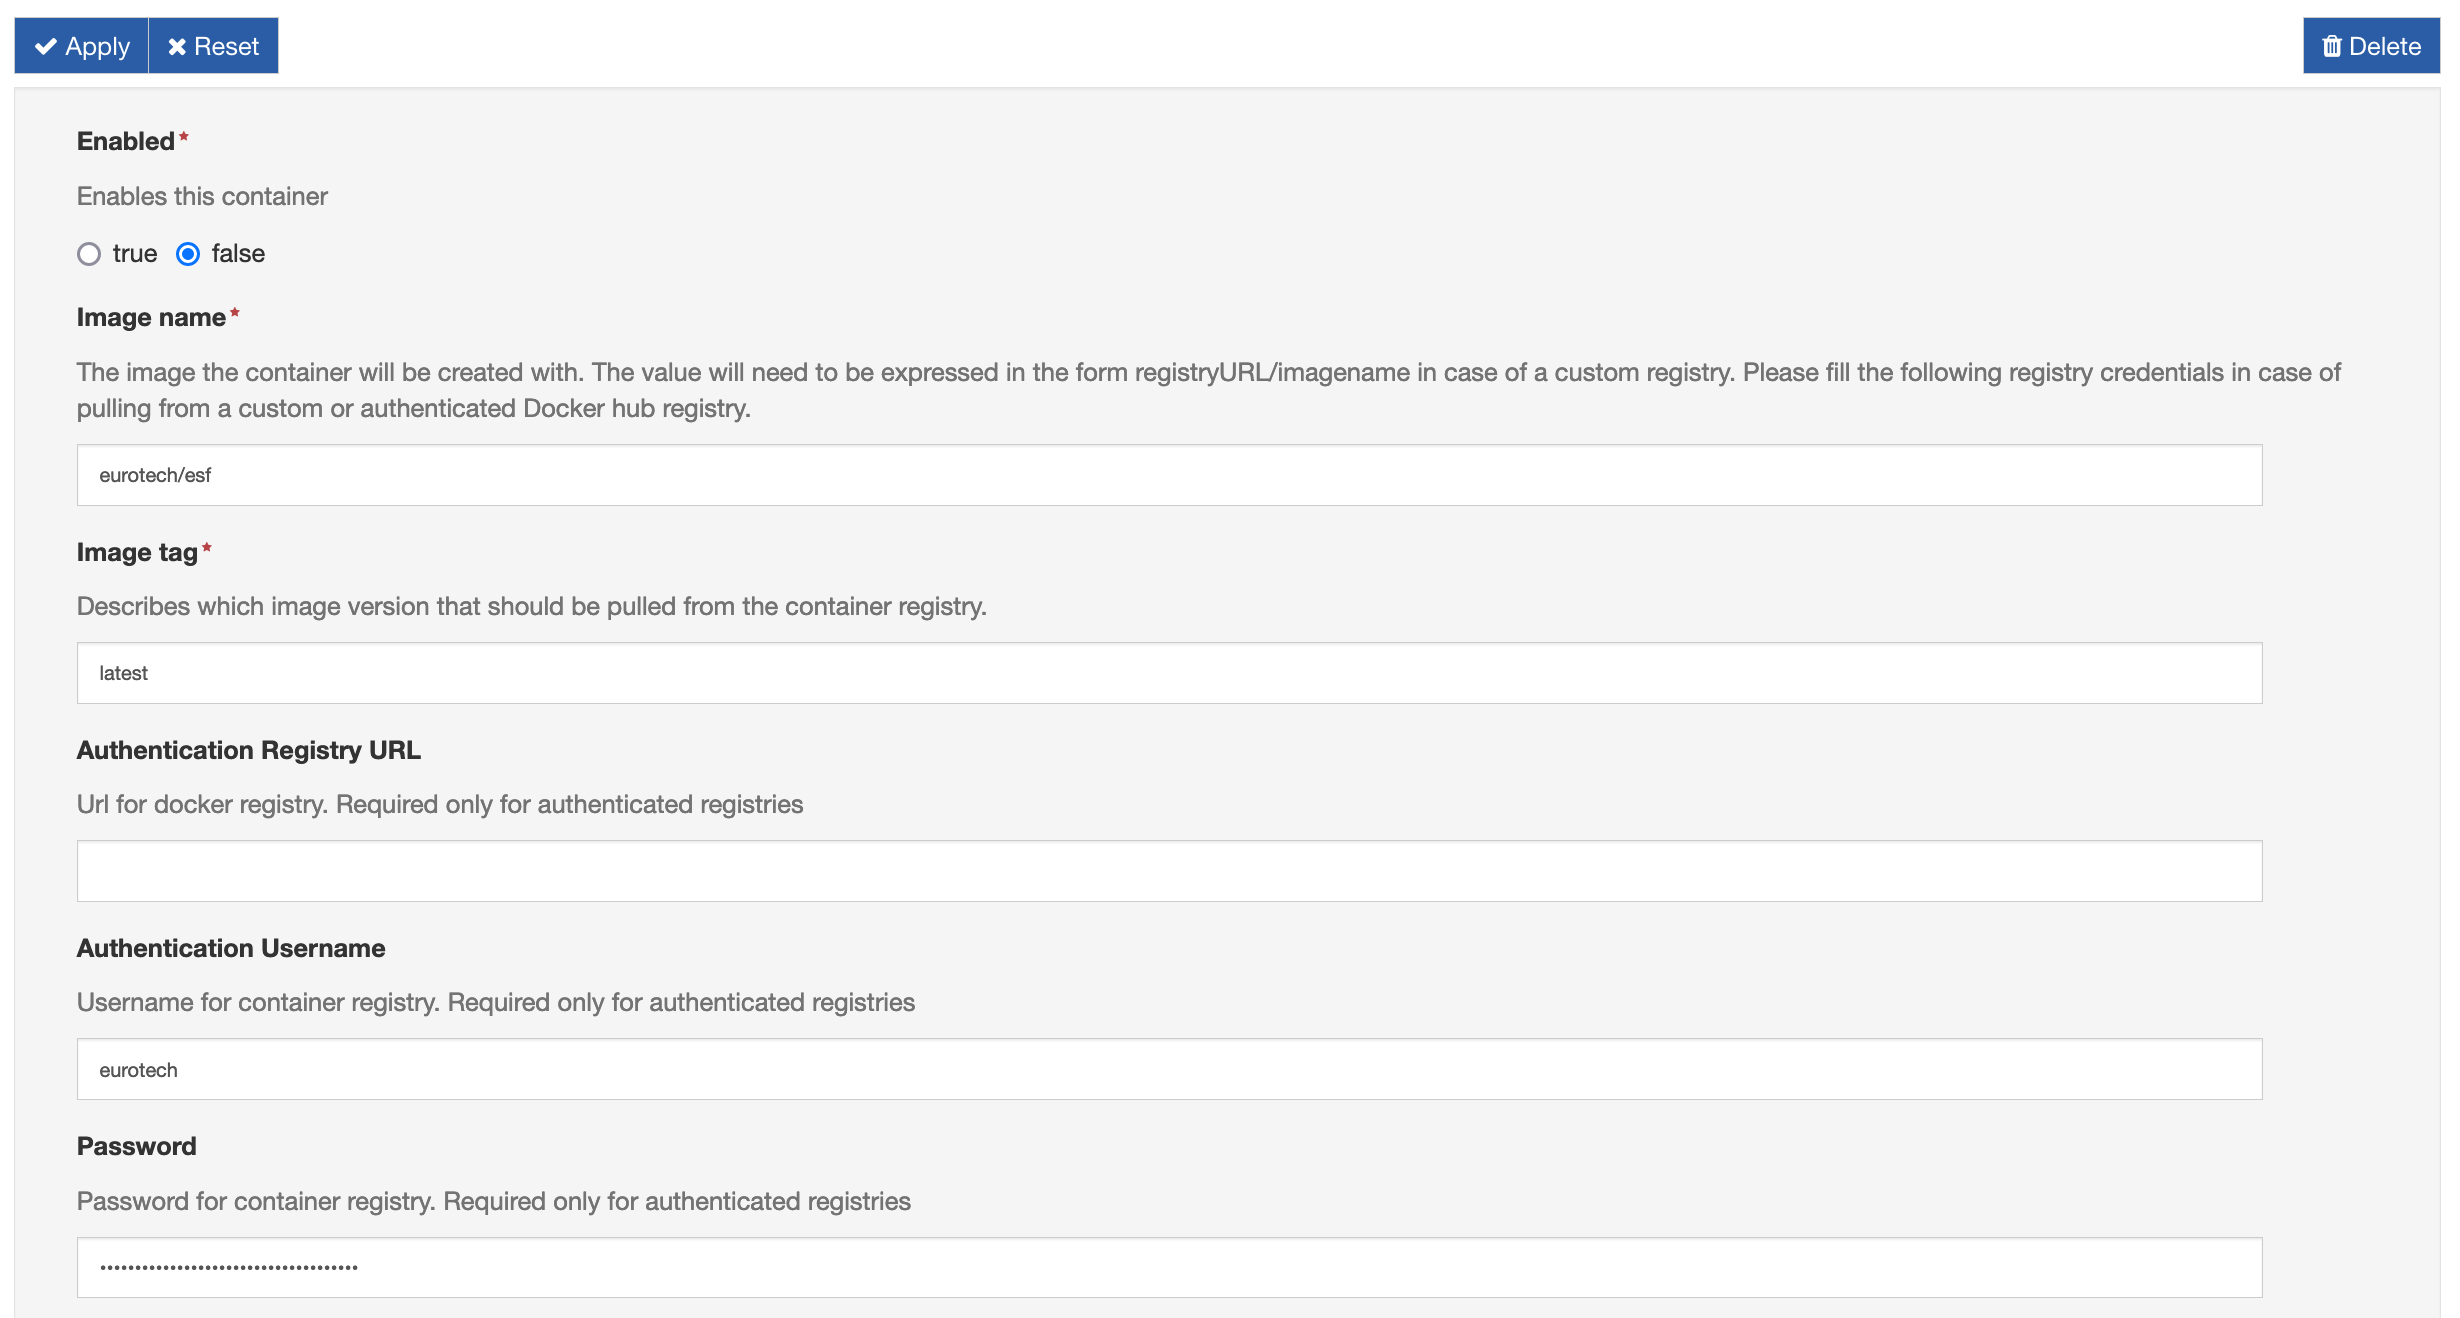 Apply Reset Delete
Enabled*
Enables this container
true false
Image name*
The image the container will be created with. The value will need to be expressed in the form registryURL/imagename in case of a custom registry. Please fill the following registry credentials in case of
pulling from a custom or authenticated Docker hub registry.
eurotech/esf
Image tag*
Describes which image version that should be pulled from the container registry.
latest
Authentication Registry URL
Url for docker registry. Required only for authenticated registries
Authentication Username
Username for container registry. Required only for authenticated registries
eurotech
Password
Password for container registry. Required only for authenticated registries